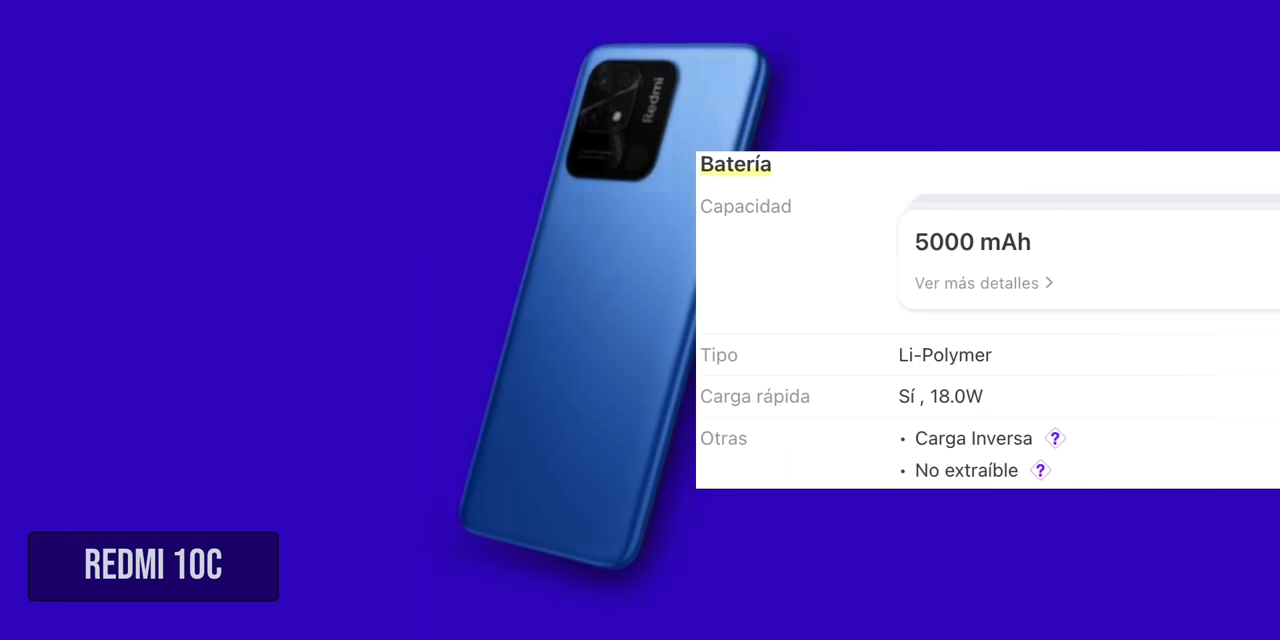 Redmi
Batería
Capacidad
5000 mAh
Ver más detalles >
Tipo
Li-Polymer
Carga rápida
Sí , 18.0W
Otras
• Carga Inversa ?
• No extraíble ?
REDMI 10C